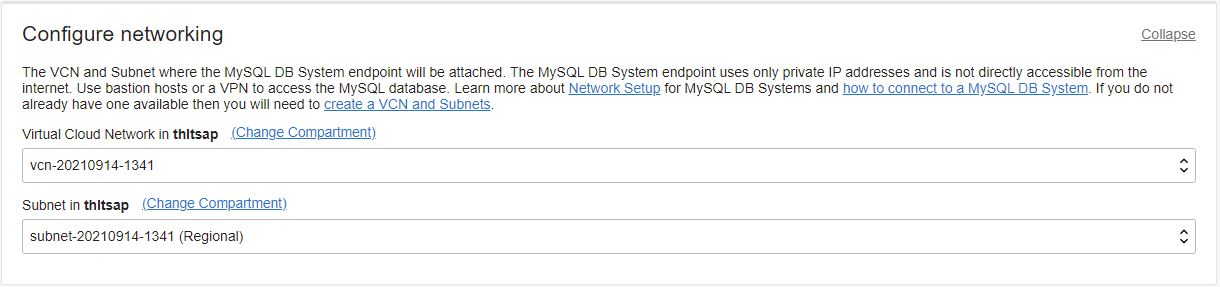 Configure networking
Collapse
The VCN and Subnet where the MySQL DB System endpoint will be attached. The MySQL DB System endpoint uses only private IP addresses and is not directly accessible from the
internet. Use bastion hosts or a VPN to access the MySQL database. Learn more about Network Setup for MySQL DB Systems and how to connect to a MySQL DB System. If you do not
already have one available then you will need to create a VCN and Subnets.
Virtual Cloud Network in thltsap (Change Compartment)
vcn-20210914-1341
Subnet in thltsap (Change Compartment)
subnet-20210914-1341 (Regional)